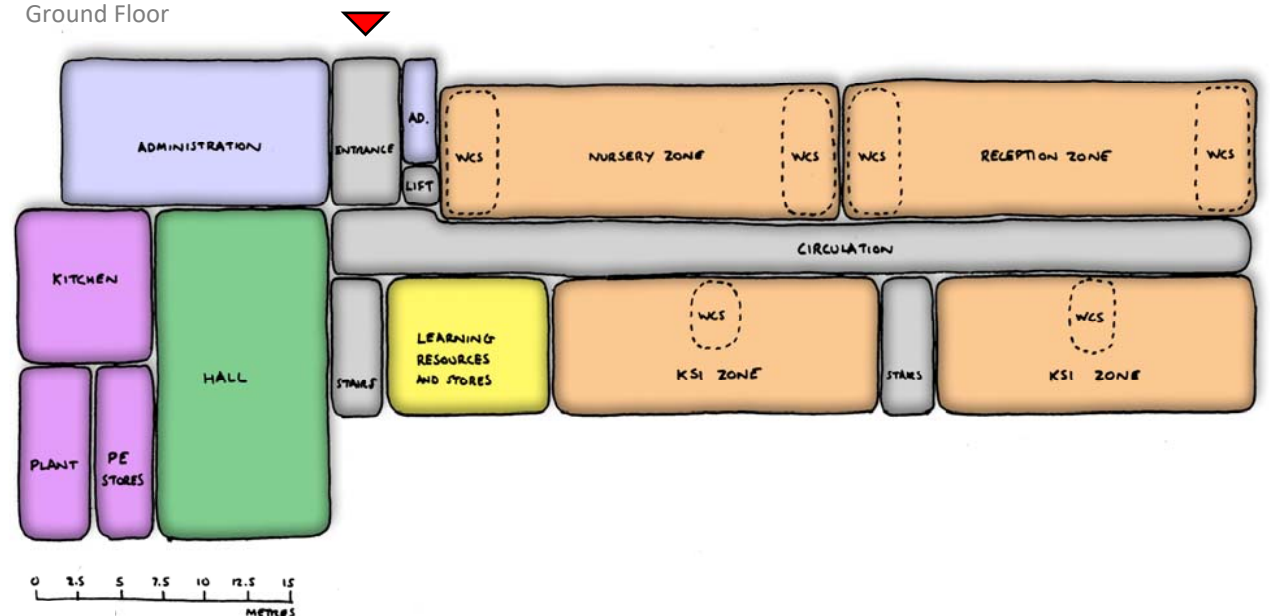 Ground Floor
ADMINISTRATION
ENTRANCE
AD.
LIFT
WCS
NURSERY ZONE
WCS
WCS
RECEPTION ZONE
WCS
CIRCULATION
KITCHEN
HALL
STAIRS
LEARNING
RESOURCES
AND STORES
WCS
KS1 ZONE
STAIRS
WCS
KS1 ZONE
PLANT
PE
STORES
0 2.5 5 7.5 10 12.5 15
METRES